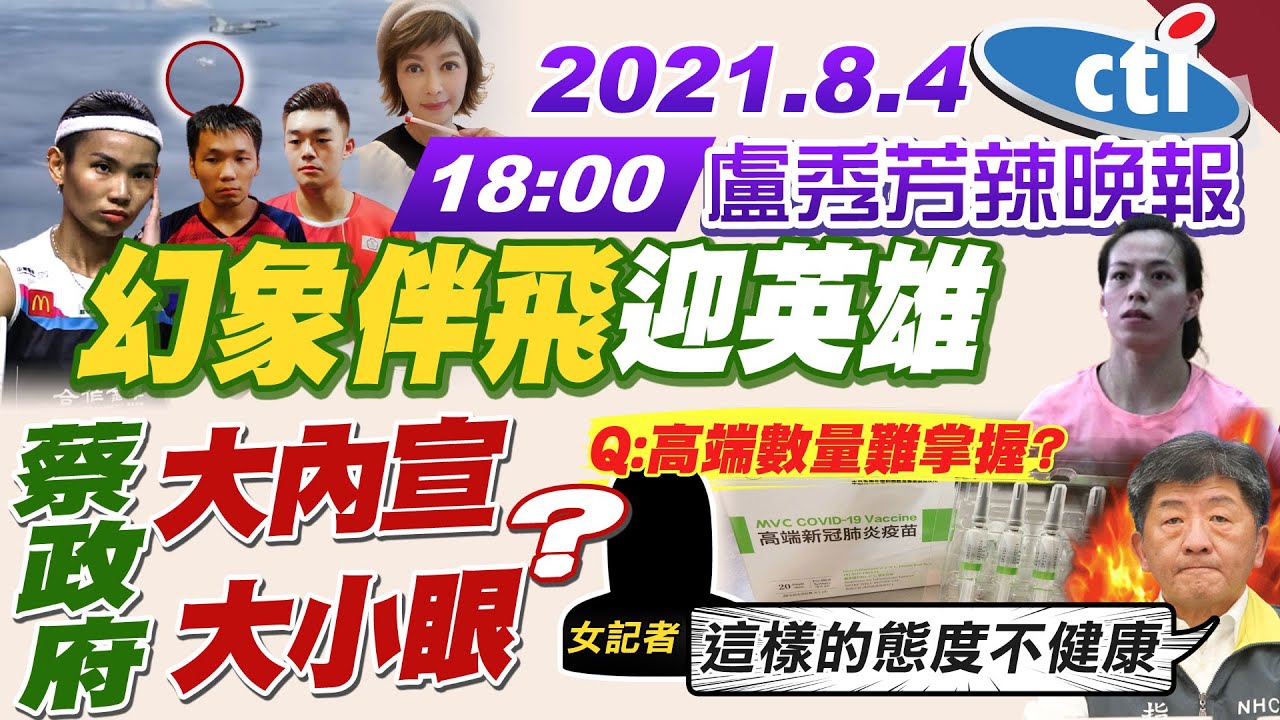 2021.8.4
cti
18:00
盧秀芳辣晚報
幻象伴飛迎英雄
蔡政府
大內宣
大小眼
?
Q:高端數量難掌握?
MVC COVID-19 Vaccine
高端新冠肺炎疫苗
20
女記者
這樣的態度不健康
指
NHC